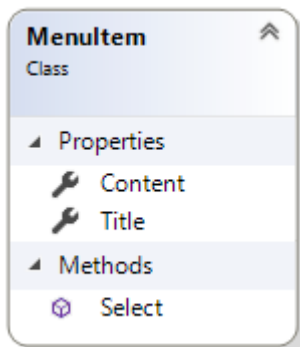 MenuItem
Class
Properties
Content
Title
Methods
Select